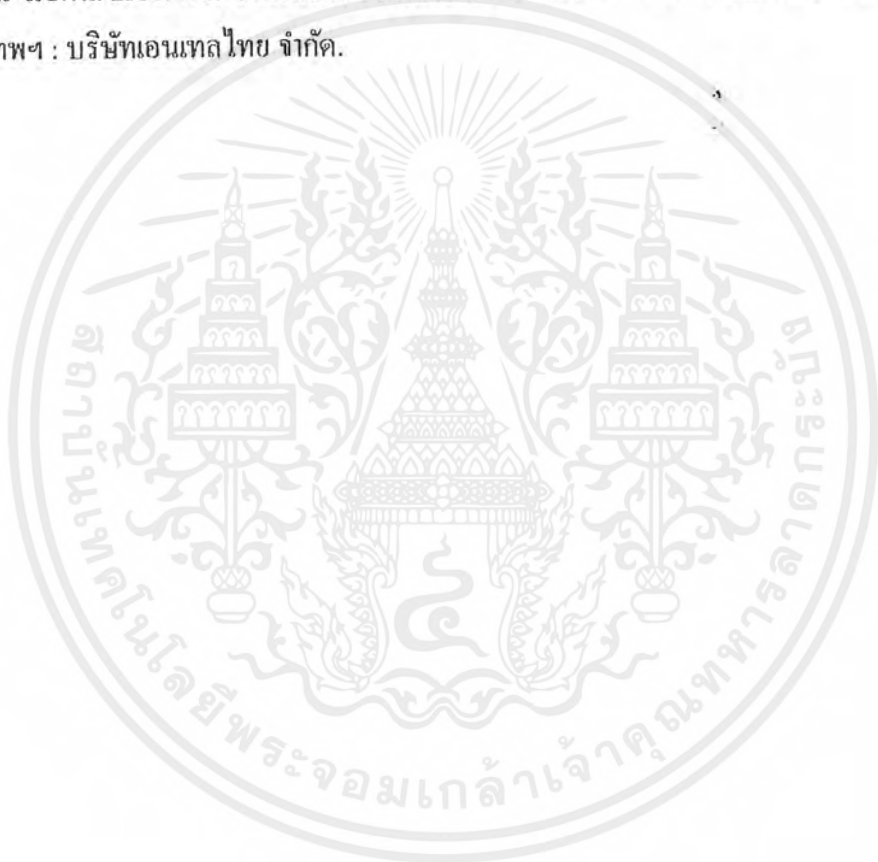 ทพฯ : บริษัทเอนเทลไทย จำกัด.
สถาบันเทคโนโลยีพระจอมเกล้าเจ้าคุณทหารลาดกระบัง
๔